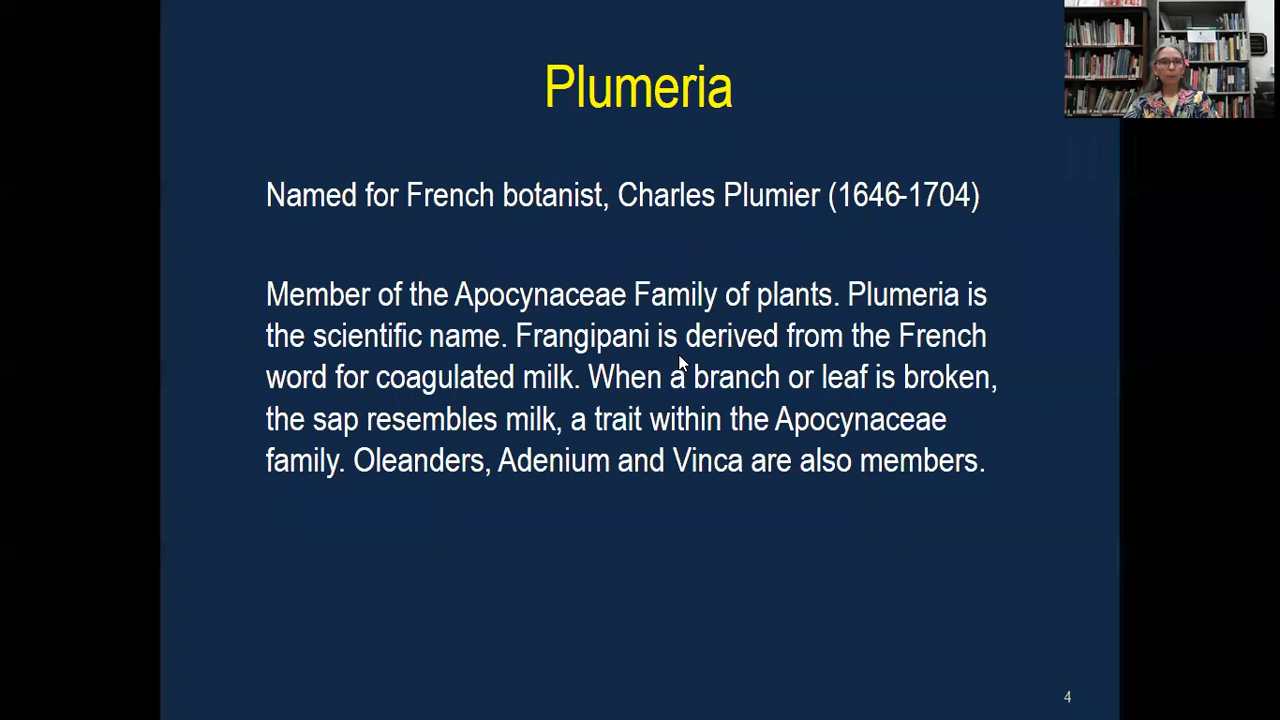 Plumeria
Named for French botanist, Charles Plumier (1646-1704)
Member of the Apocynaceae Family of plants. Plumeria is
the scientific name. Frangipani is derived from the French
word for coagulated milk. When a branch or leaf is broken,
the sap resembles milk, a trait within the Apocynaceae
family. Oleanders, Adenium and Vinca are also members.
4